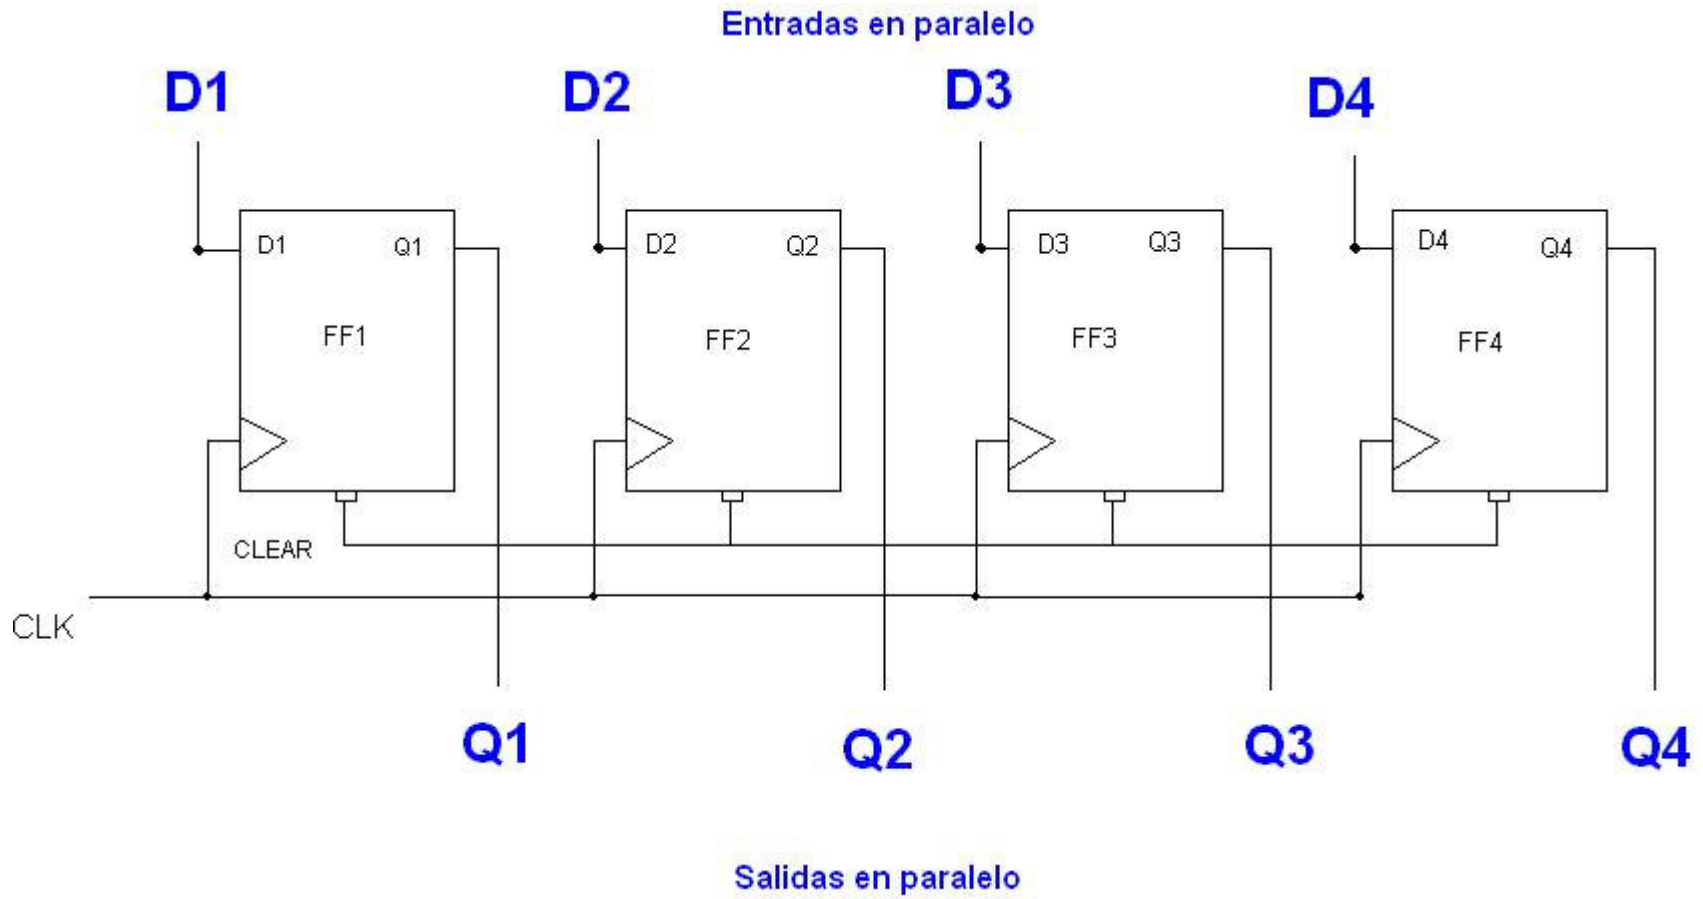 Entradas en paralelo
D1 D2 D3 D4
D1 Q1 D2 Q2 D3 Q3 D4 Q4
FF1 FF2 FF3 FF4
CLEAR
CLK
Q1 Q2 Q3 Q4
Salidas en paralelo